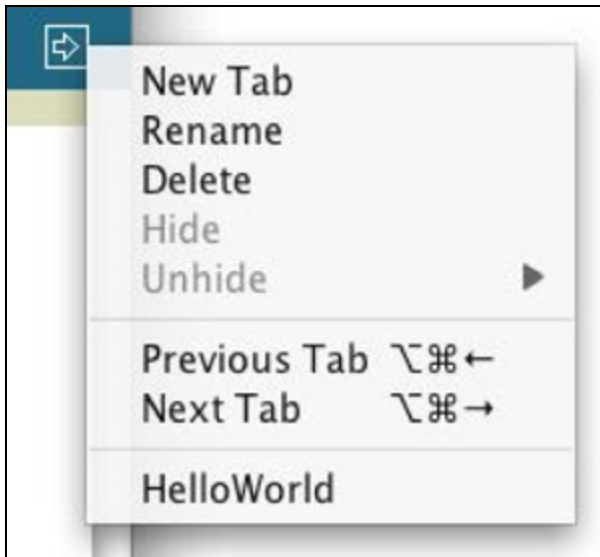 New Tab
Rename
Delete
Hide
Unhide ▶
Previous Tab ⌥⌘←
Next Tab ⌥⌘→
HelloWorld